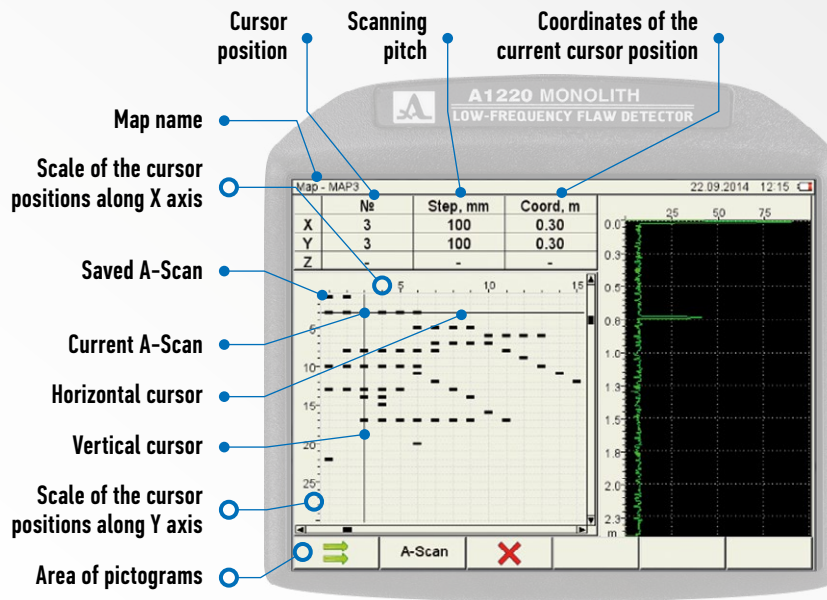 Cursor
position
Scanning
pitch
Coordinates of the
current cursor position
Map name
Scale of the cursor
positions along X axis
Saved A-Scan
Current A-Scan
Horizontal cursor
Vertical cursor
Scale of the cursor
positions along Y axis
Area of pictograms
A1220 MONOLITH
LOW-FREQUENCY FLAW DETECTOR
Map - MAP3
22.09.2014 12:15
№ Step, mm Coord, m
X 3 100 0.30
Y 3 100 0.30
Z - - -
5 10 15
5
10
15
20
25
25 50 75
0.0
0.3
0.5
0.8
1.0
1.3
1.5
1.8
2.0
2.3
m
A-Scan